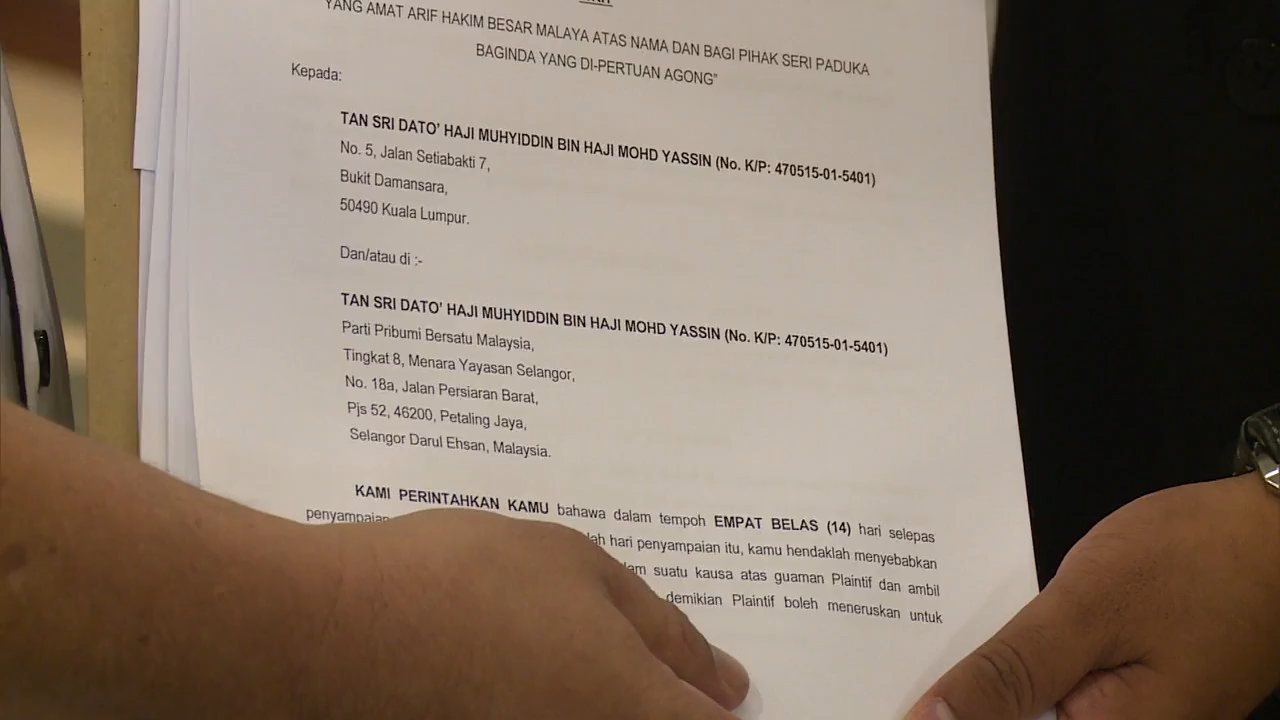 YANG AMAT ARIF HAKIM BESAR MALAYA ATAS NAMA DAN BAGI PIHAK SERI PADUKA
BAGINDA YANG DI-PERTUAN AGONG"
Kepada:
TAN SRI DATO' HAJI MUHYIDDIN BIN HAJI MOHD YASSIN (No. K/P: 470515-01-5401)
No. 5, Jalan Setiabakti 7,
Bukit Damansara,
50490 Kuala Lumpur.
Dan/atau di :-
TAN SRI DATO' HAJI MUHYIDDIN BIN HAJI MOHD YASSIN (No. K/P: 470515-01-5401)
Parti Pribumi Bersatu Malaysia,
Tingkat 8, Menara Yayasan Selangor,
No. 18a, Jalan Persiaran Barat,
Pjs 52, 46200, Petaling Jaya,
Selangor Darul Ehsan, Malaysia.
KAMI PERINTAHKAN KAMU bahawa dalam tempoh EMPAT BELAS (14) hari selepas
penyampaian hari penyampaian itu, kamu hendaklah menyebabkan
suatu kausa atas guaman Plaintif dan ambil
demikian Plaintif boleh meneruskan untuk